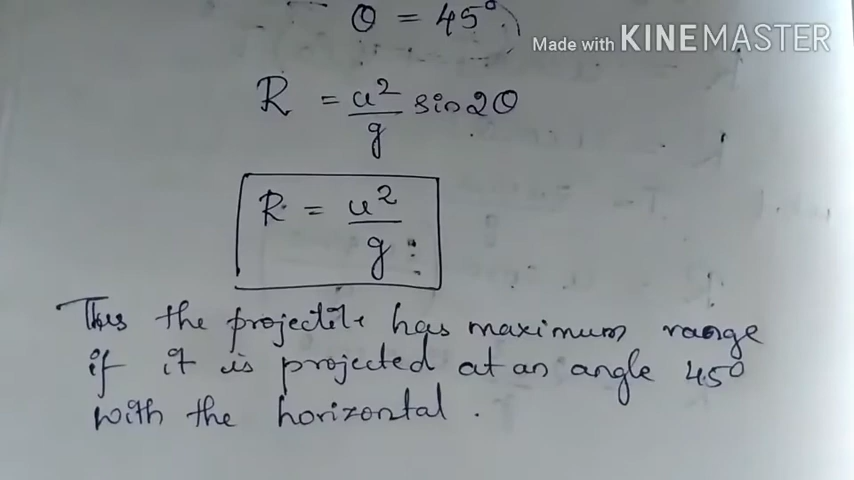 θ = 45°
Made with KINEMASTER
R = u²/g sin2θ
R = u²/g
Thus the projectile has maximum range
if it is projected at an angle 45°
with the horizontal.